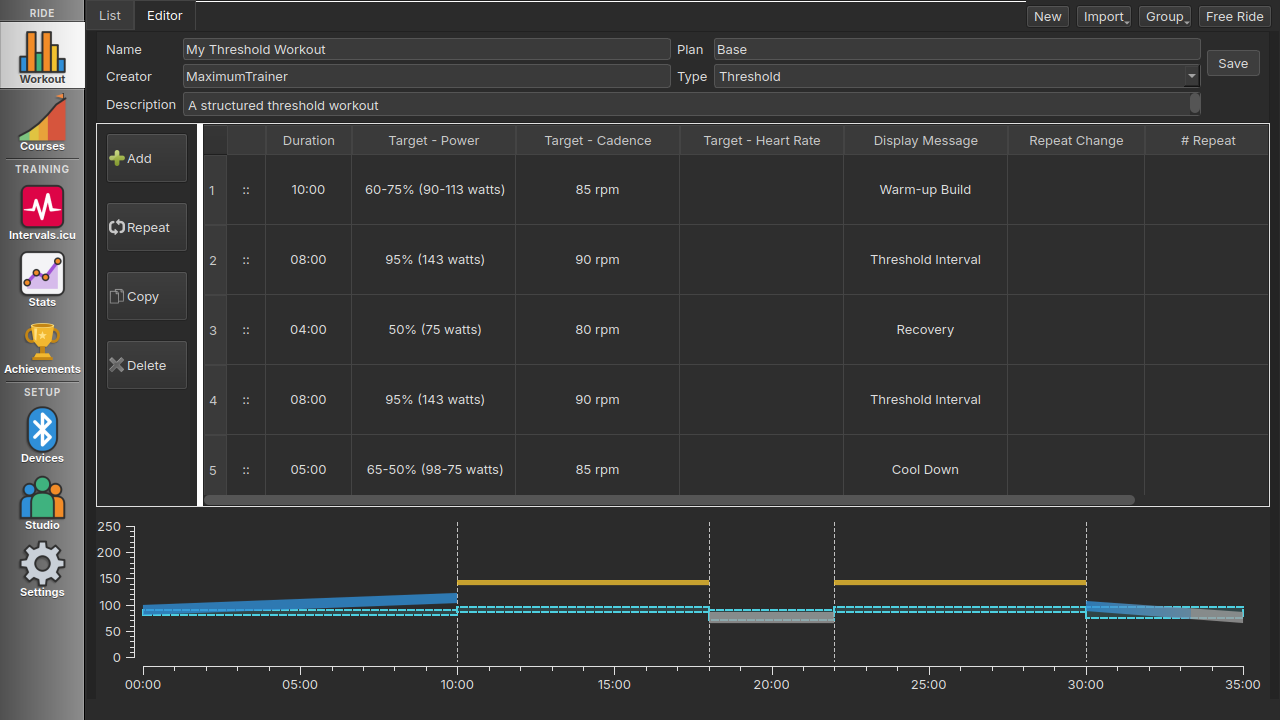 RIDE
Workout
Courses
TRAINING
Intervals.icu
Stats
Achievements
SETUP
Devices
Studio
Settings
List Editor New Import Group Free Ride
Name My Threshold Workout Plan Base
Creator MaximumTrainer Type Threshold
Save
Description A structured threshold workout
Add
Repeat
Copy
Delete
Duration Target - Power Target - Cadence Target - Heart Rate Display Message Repeat Change # Repeat
1 :: 10:00 60-75% (90-113 watts) 85 rpm Warm-up Build
2 :: 08:00 95% (143 watts) 90 rpm Threshold Interval
3 :: 04:00 50% (75 watts) 80 rpm Recovery
4 :: 08:00 95% (143 watts) 90 rpm Threshold Interval
5 :: 05:00 65-50% (98-75 watts) 85 rpm Cool Down
250
200
150
100
50
0
00:00 05:00 10:00 15:00 20:00 25:00 30:00 35:00